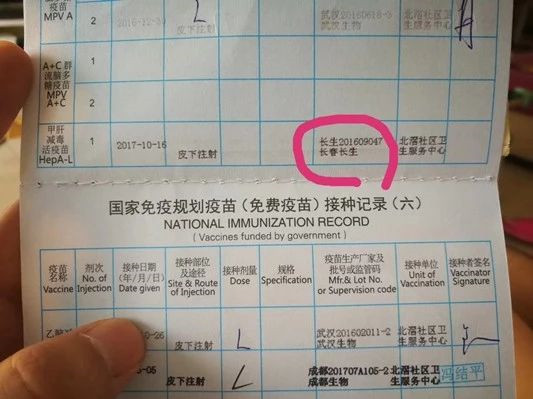 疫苗
MPV A
2
2016-12-30
武汉20160618-3
武汉生物
北滘社区卫
生服务中心
A+C群
流脑多
糖疫苗
MPV
A+C
1
2
甲肝
减毒
活疫苗
HepA-L
1
2017-10-16
皮下注射
长生201609047
长春长生
北滘社区卫
生服务中心
国家免疫规划疫苗（免费疫苗）接种记录（六）
NATIONAL IMMUNIZATION RECORD
( Vaccines funded by government )
疫苗
名称
Vaccine
剂次
No. of
Injection
接种日期
(年/月/日)
Date given
接种部位
及途径
Site & Route
of Injection
接种剂量
Dose
规格
Specification
疫苗生产厂家及
批号或监管码
Mfr.& Lot No.
or Supervision code
接种单位
Unit of
Vaccination
接种者签名
Vaccinator
Signature
乙脑
-26
皮下注射
武汉201602011-2
武汉生物
北滘社区卫
生服务中心
-05
皮下注射
成都201707A105-2
成都生物
北滘社区卫
生服务中心
冯结平